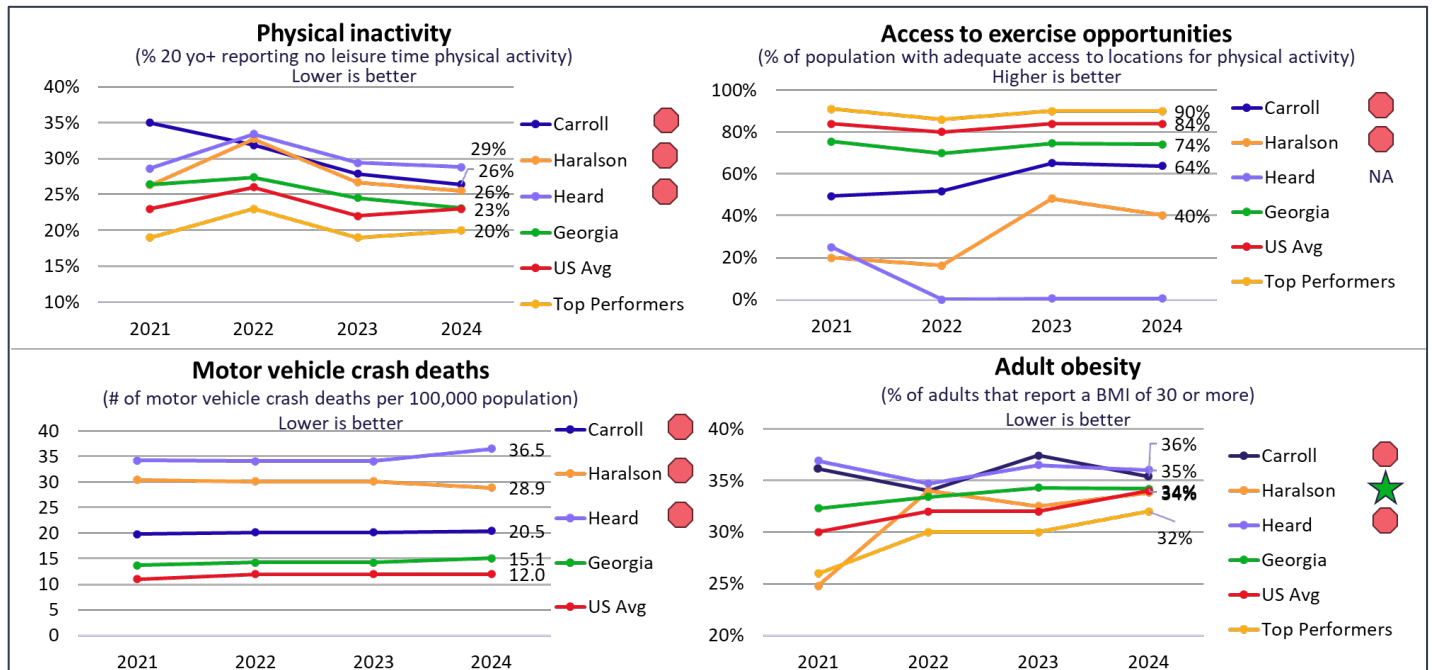 Physical inactivity
(% 20 yo+ reporting no leisure time physical activity)
Lower is better
40%
35%
30%
25%
20%
15%
10%
29%
26%
26%
23%
20%
2021 2022 2023 2024
Carroll
Haralson
Heard
Georgia
US Avg
Top Performers
Access to exercise opportunities
(% of population with adequate access to locations for physical activity)
Higher is better
100%
80%
60%
40%
20%
0%
90%
84%
74%
64%
40%
2021 2022 2023 2024
Carroll
Haralson
Heard NA
Georgia
US Avg
Top Performers
Motor vehicle crash deaths
(# of motor vehicle crash deaths per 100,000 population)
Lower is better
40
35
30
25
20
15
10
5
0
36.5
28.9
20.5
15.1
12.0
2021 2022 2023 2024
Carroll
Haralson
Heard
Georgia
US Avg
Adult obesity
(% of adults that report a BMI of 30 or more)
Lower is better
40%
35%
30%
25%
20%
36%
35%
34%
34%
32%
2021 2022 2023 2024
Carroll
Haralson
Heard
Georgia
US Avg
Top Performers